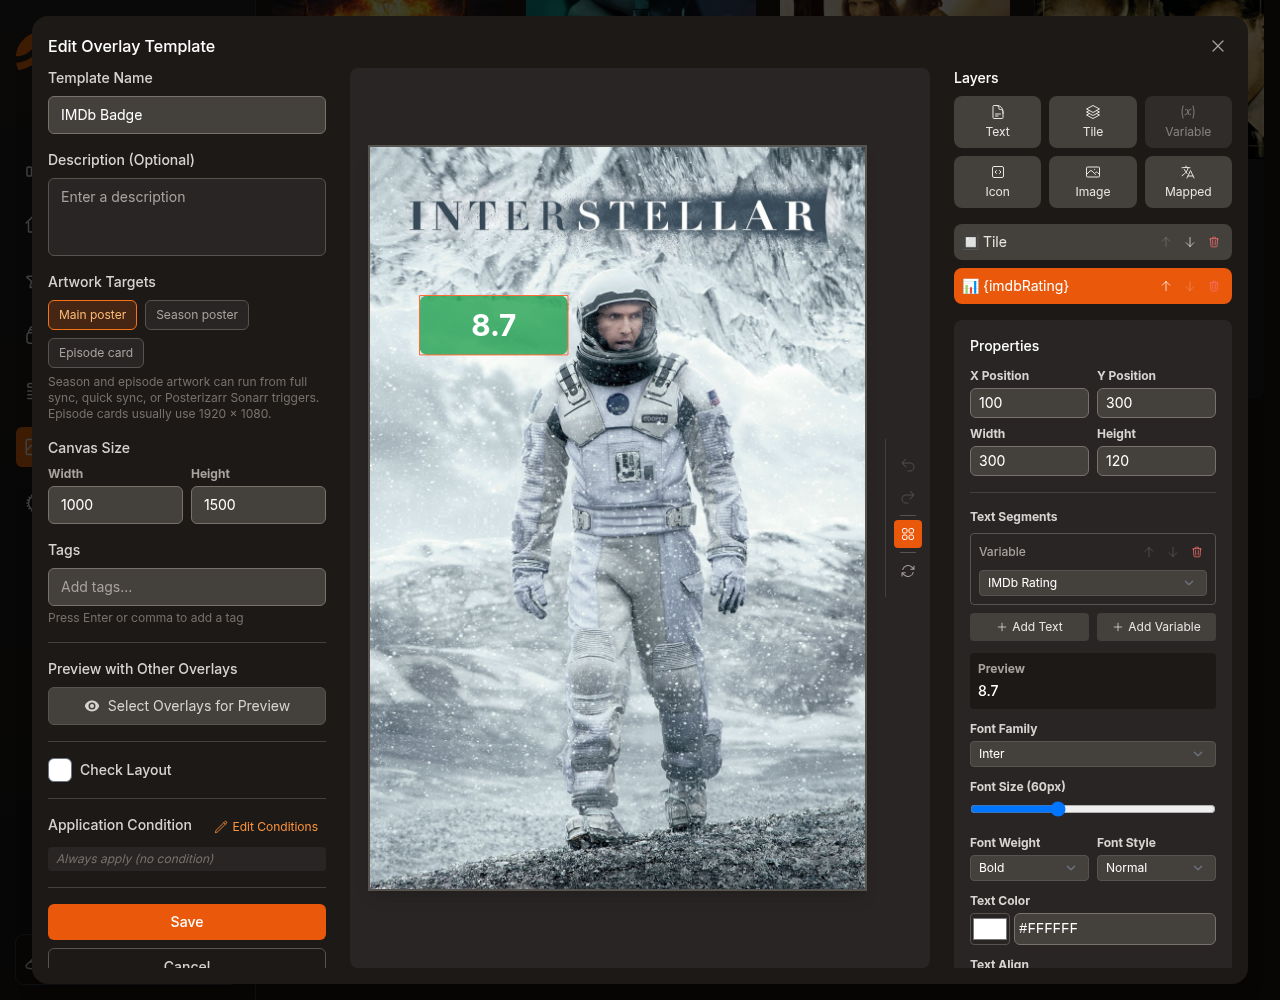 Edit Overlay Template
Template Name
IMDb Badge
Description (Optional)
Enter a description
Artwork Targets
Main poster
Season poster
Episode card
Season and episode artwork can run from full
sync, quick sync, or Posterizarr Sonarr triggers.
Episode cards usually use 1920 × 1080.
Canvas Size
Width
Height
1000
1500
Tags
Add tags...
Press Enter or comma to add a tag
Preview with Other Overlays
Select Overlays for Preview
Check Layout
Application Condition
Edit Conditions
Always apply (no condition)
Save
Cancel
INTERSTELLAR
8.7
COOPER
Layers
Text
Tile
(x)
Variable
Icon
Image
Mapped
Tile
{imdbRating}
Properties
X Position
Y Position
100
300
Width
Height
300
120
Text Segments
Variable
IMDb Rating
Add Text
Add Variable
Preview
8.7
Font Family
Inter
Font Size (60px)
Font Weight
Font Style
Bold
Normal
Text Color
#FFFFFF
Text Align